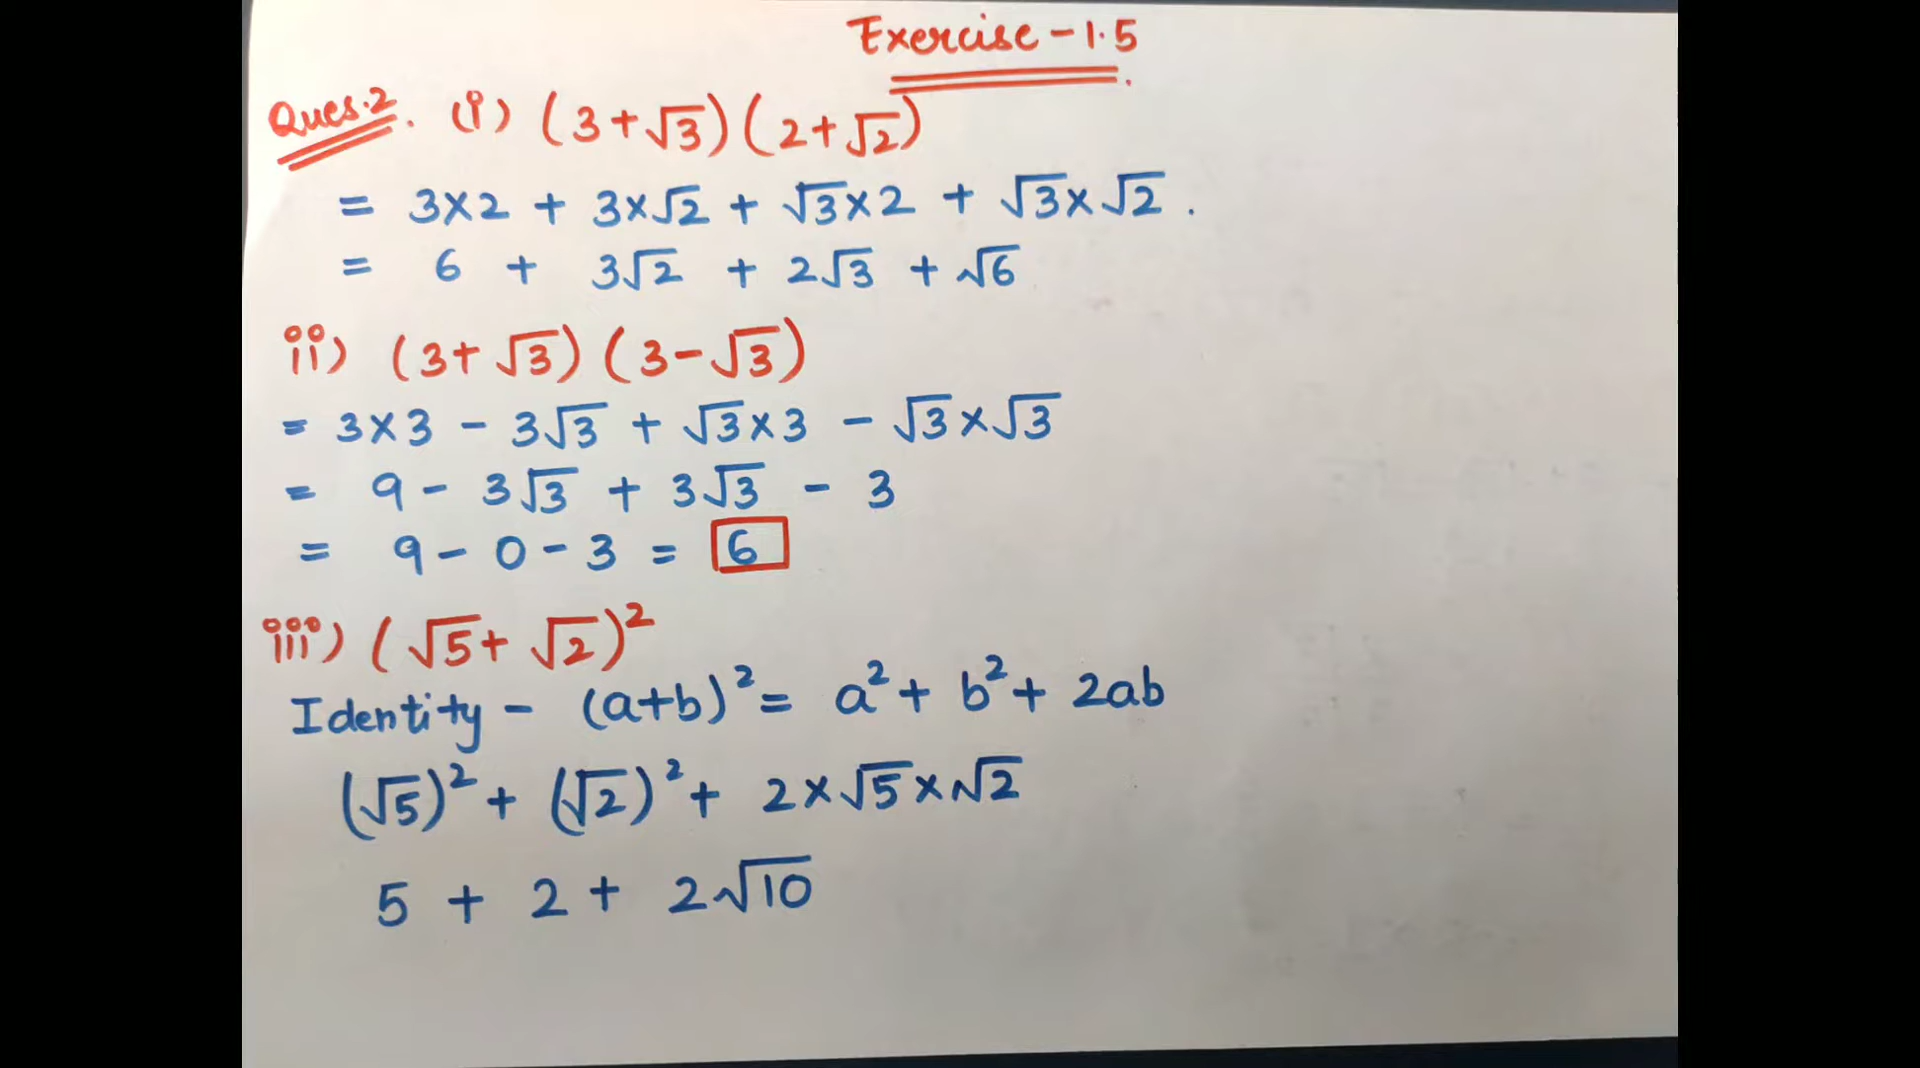 Exercise - 1.5
Ques.2. (i) (3+√3)(2+√2)
= 3×2 + 3×√2 + √3×2 + √3×√2.
= 6 + 3√2 + 2√3 + √6
ii) (3+√3)(3-√3)
= 3×3 - 3√3 + √3×3 - √3×√3
= 9 - 3√3 + 3√3 - 3
= 9 - 0 - 3 = 6
iii) (√5+√2)²
Identity - (a+b)² = a² + b² + 2ab
(√5)² + (√2)² + 2×√5×√2
5 + 2 + 2√10